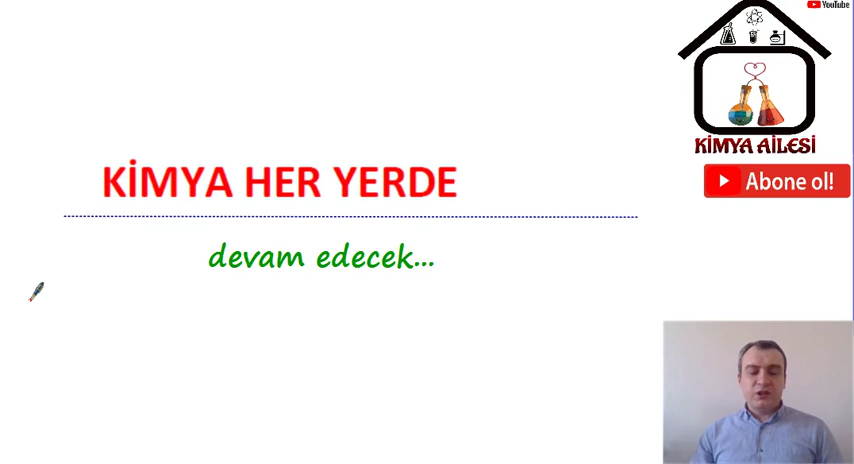 YouTube
KİMYA AİLESİ
Abone ol!
KİMYA HER YERDE
devam edecek...